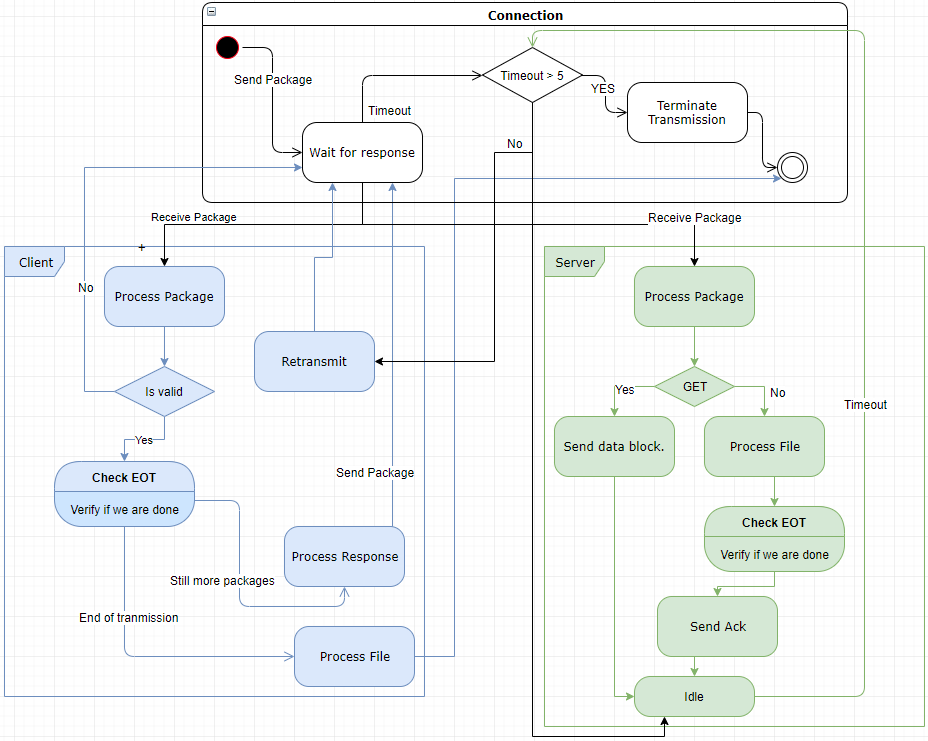 Connection
Send Package
Timeout > 5
YES
Terminate
Transmission
Timeout
Wait for response
No
Receive Package
Receive Package
Client
Server
Process Package
Process Package
No
Retransmit
Is valid
GET
Yes
No
Timeout
Yes
Send data block.
Process File
Check EOT
Verify if we are done
Send Package
Check EOT
Verify if we are done
Process Response
Still more packages
End of tranmission
Send Ack
Process File
Idle